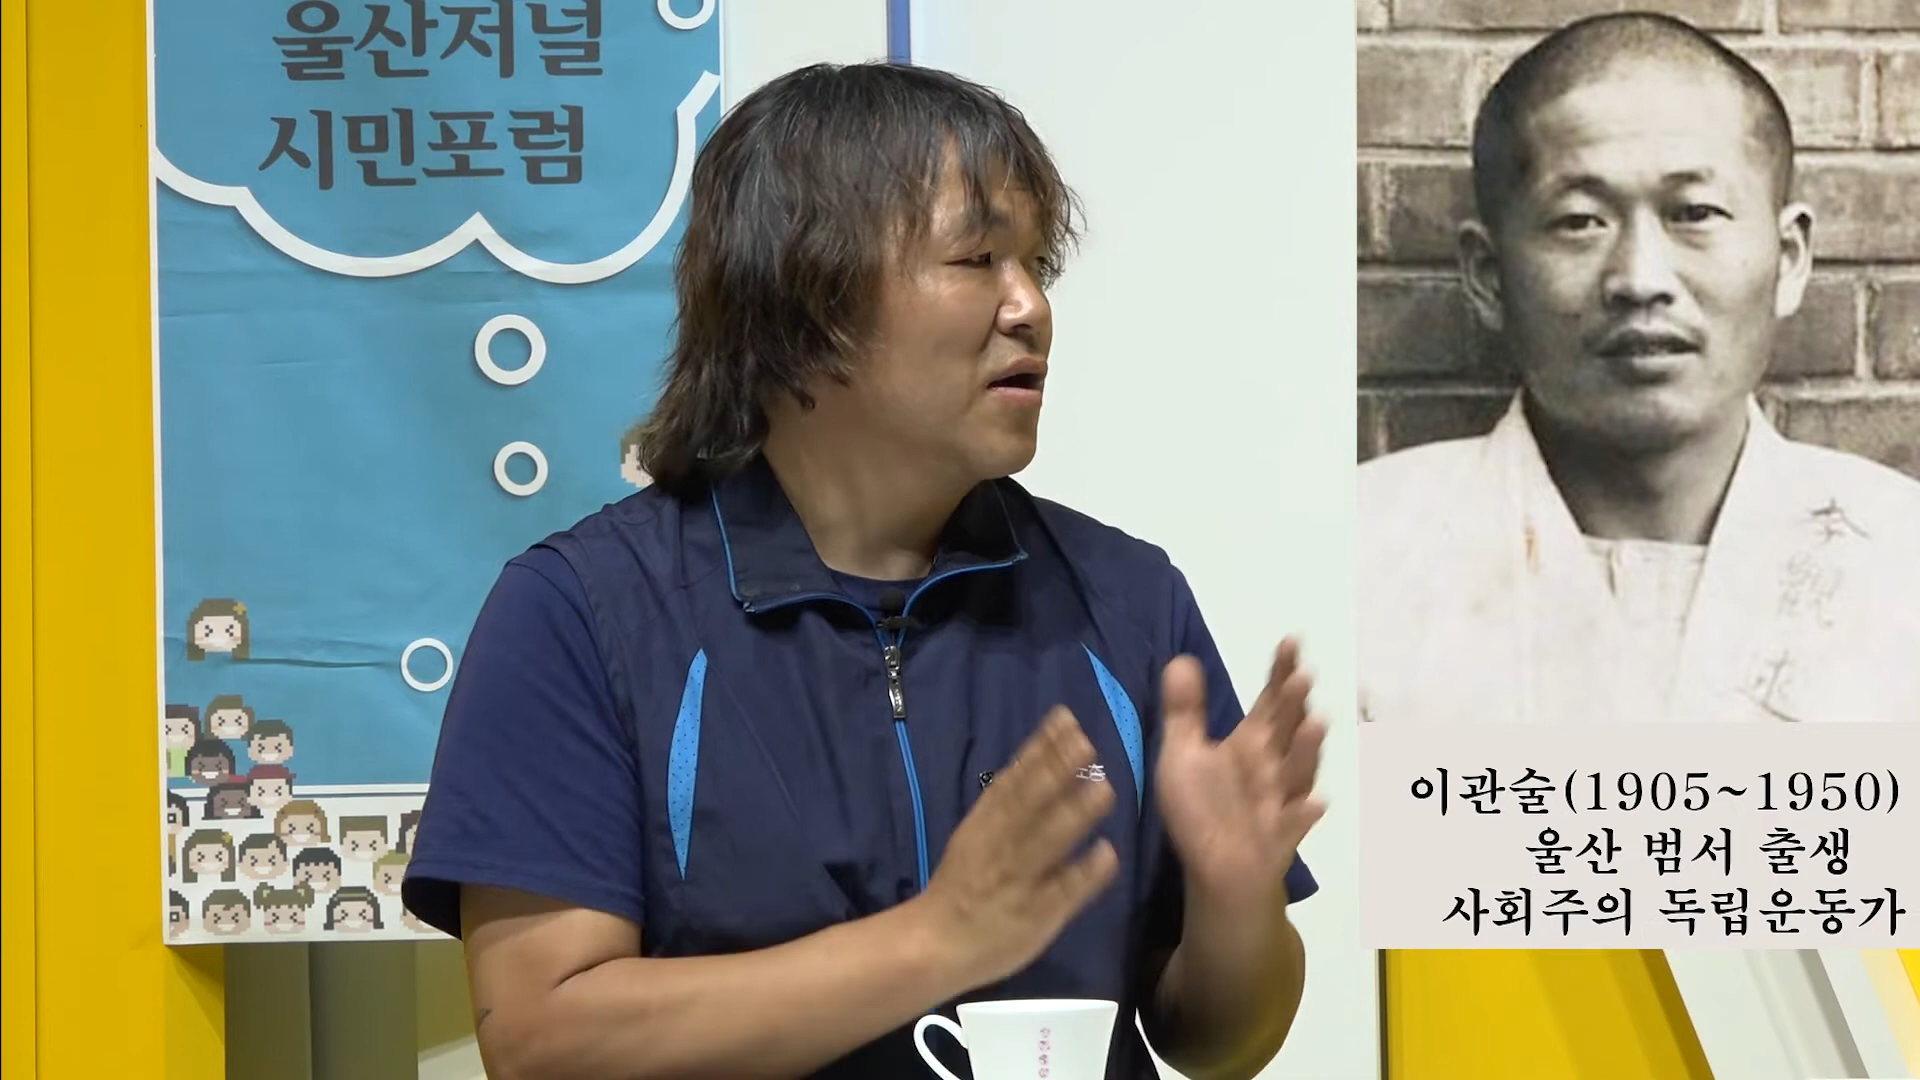 울산저널
시민포럼
이관술(1905~1950)
울산 범서 출생
사회주의 독립운동가